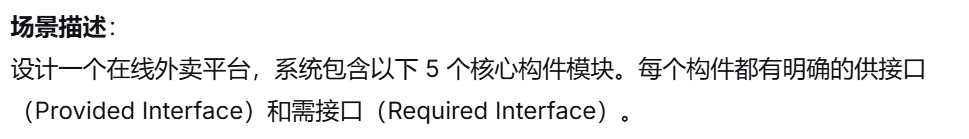 场景描述:
设计一个在线外卖平台，系统包含以下 5 个核心构件模块。每个构件都有明确的供接口
（Provided Interface）和需接口（Required Interface）。